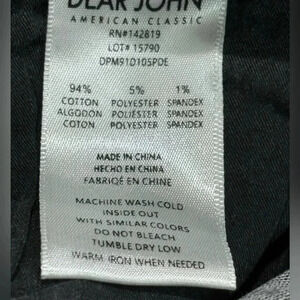 DEAR JOHN
AMERICAN CLASSIC
RN#142819
LOT# 15790
DPM91D105PDE
94% 5% 1%
COTTON POLYESTER SPANDEX
ALGODON POLIESTER SPANDEX
COTON POLYESTER SPANDEX
MADE IN CHINA
HECHO EN CHINA
FABRIQÉ EN CHINE
MACHINE WASH COLD
INSIDE OUT
WITH SIMILAR COLORS
DO NOT BLEACH
TUMBLE DRY LOW
WARM IRON WHEN NEEDED